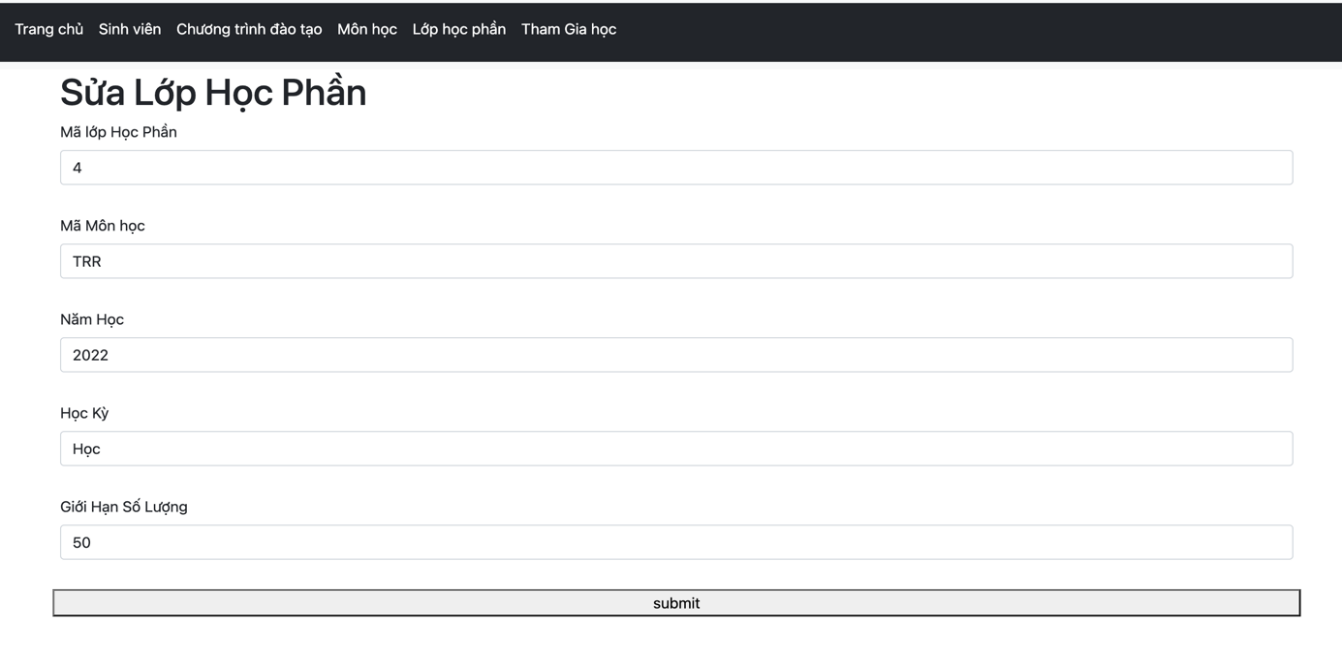 Trang chủ Sinh viên Chương trình đào tạo Môn học Lớp học phần Tham Gia học
Sửa Lớp Học Phần
Mã lớp Học Phần
4
Mã Môn học
TRR
Năm Học
2022
Học Kỳ
Học
Giới Hạn Số Lượng
50
submit